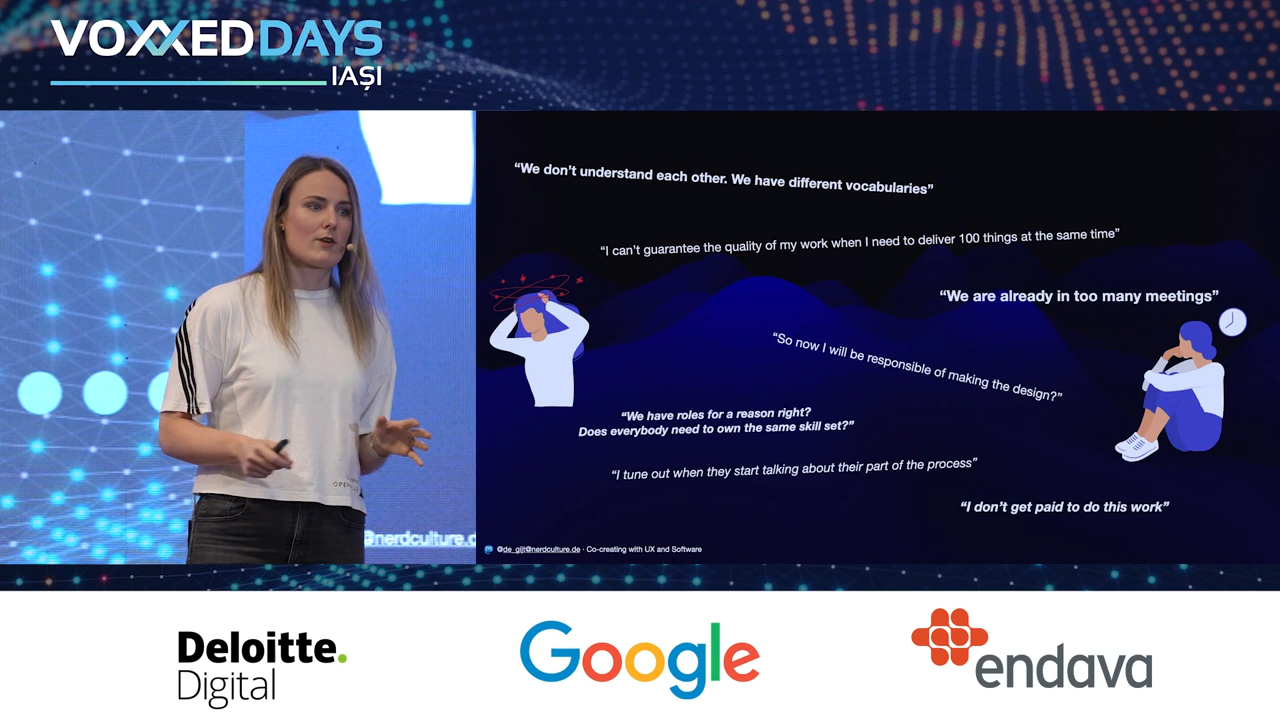 VOXXEDDAYS
IAȘI
“We don’t understand each other. We have different vocabularies”
“I can’t guarantee the quality of my work when I need to deliver 100 things at the same time”
“We are already in too many meetings”
“So now I will be responsible of making the design?”
“We have roles for a reason right?
Does everybody need to own the same skill set?”
“I tune out when they start talking about their part of the process”
“I don’t get paid to do this work”
@nerdculture.d
@de_gijt@nerdculture.de · Co-creating with UX and Software
Deloitte.
Digital
Google
endava